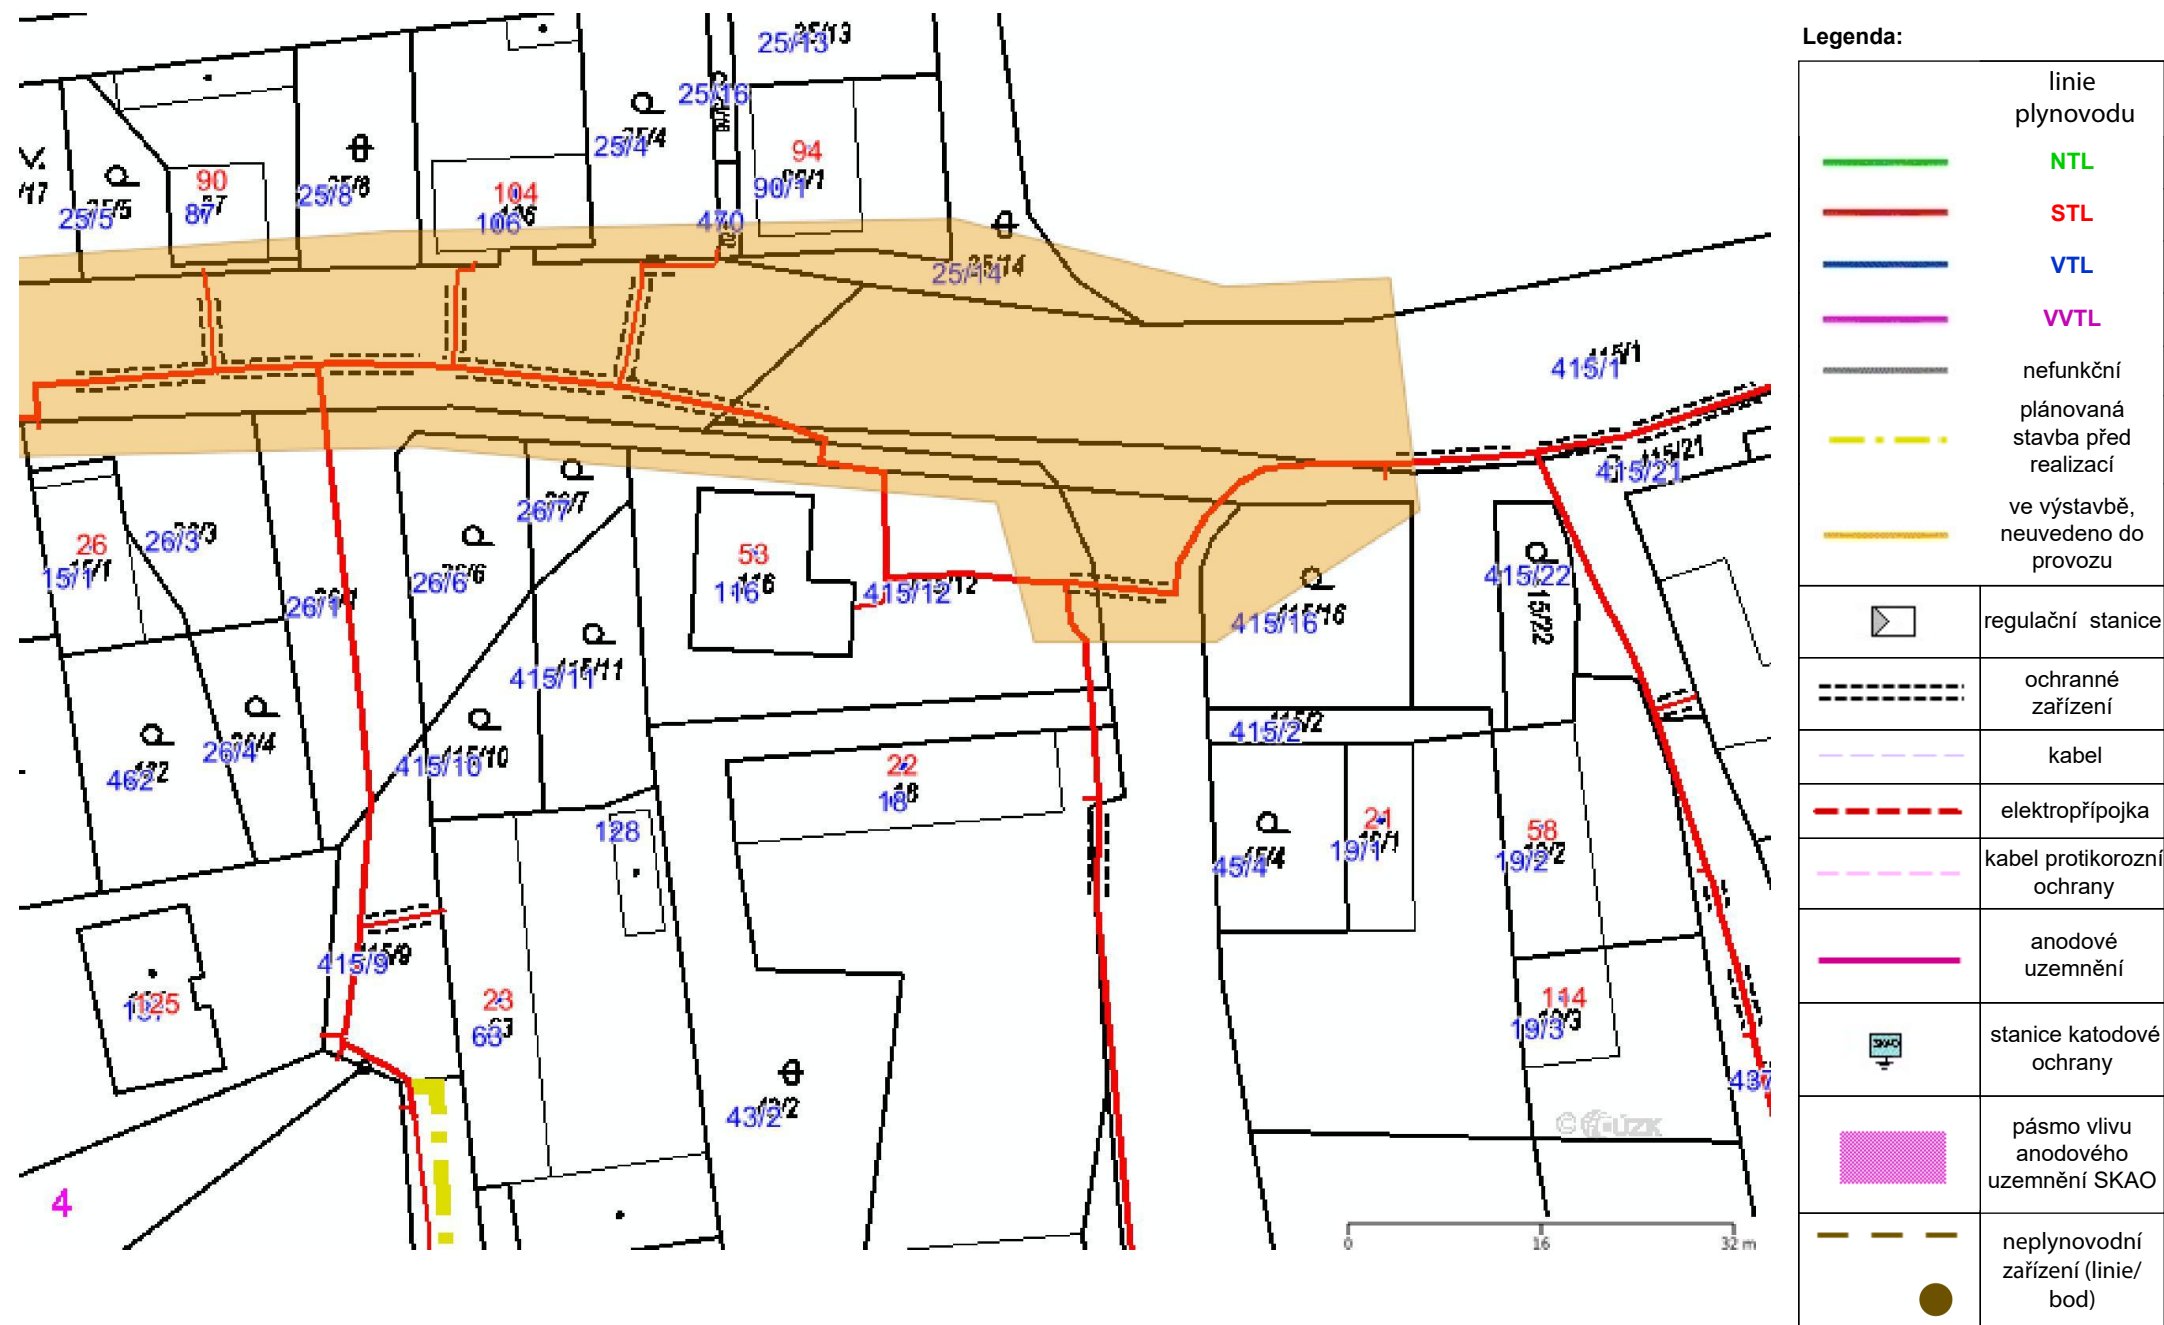 25/13
25/16
25/4
94
90/1
90
87
25/5
25/8
104
106
470
/17
25/14
415/1
415/21
26
15/1
26/3
26/7
26/6
26/1
53
116
415/12
415/16
415/22
415/11
415/2
462
26/4
415/10
22
18
128
45/4
21
19/1
58
19/2
415/9
125
23
63
114
19/3
43/2
437
4
0 16 32 m
Legenda:
linie
plynovodu
NTL
STL
VTL
VVTL
nefunkční
plánovaná
stavba před
realizací
ve výstavbě,
neuvedeno do
provozu
regulační stanice
ochranné
zařízení
kabel
elektropřípojka
kabel protikorozní
ochrany
anodové
uzemnění
SKAO
stanice katodové
ochrany
pásmo vlivu
anodového
uzemnění SKAO
neplynovodní
zařízení (linie/
bod)